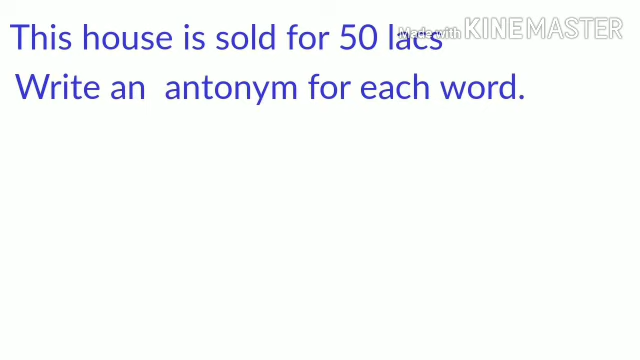 This house is sold for 50 lacs
Made with KINEMASTER
Write an antonym for each word.